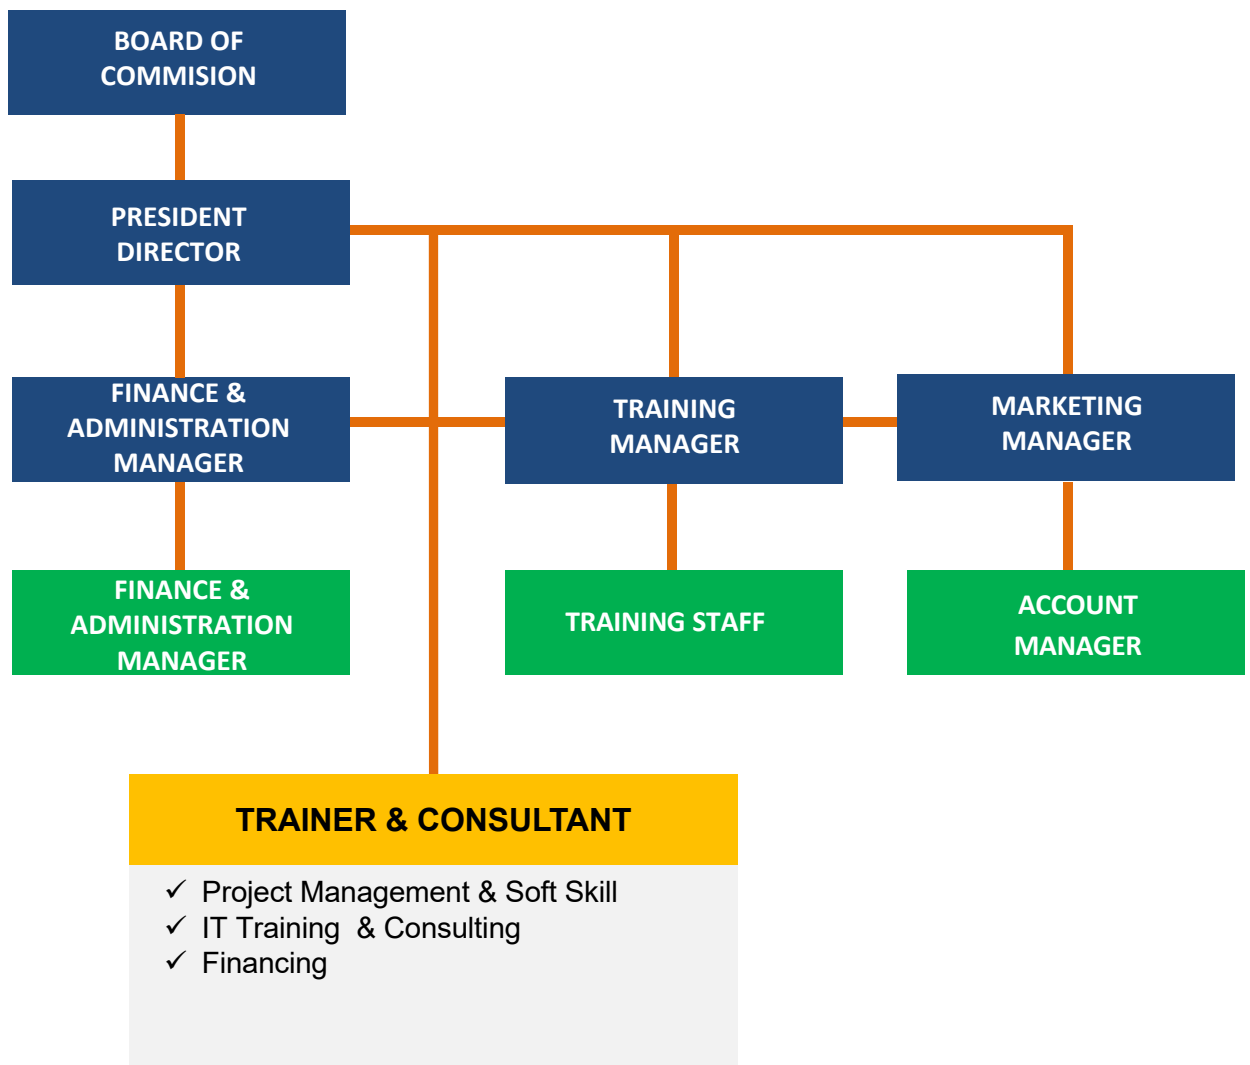 BOARD OF
COMMISION
PRESIDENT
DIRECTOR
FINANCE &
ADMINISTRATION
MANAGER
TRAINING
MANAGER
MARKETING
MANAGER
FINANCE &
ADMINISTRATION
MANAGER
TRAINING STAFF
ACCOUNT
MANAGER
TRAINER & CONSULTANT
✓ Project Management & Soft Skill
✓ IT Training & Consulting
✓ Financing